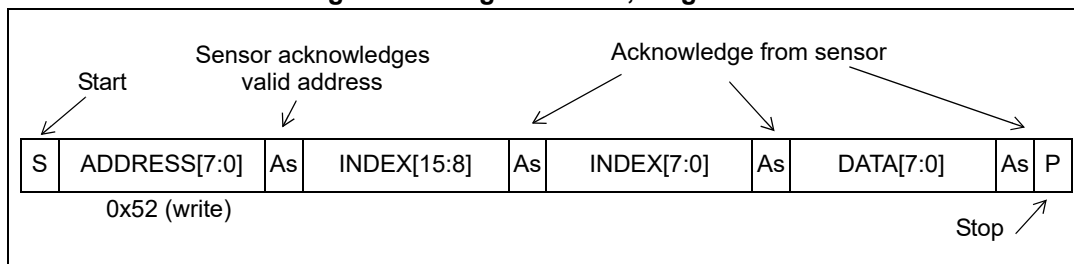 Sensor acknowledges
valid address
Acknowledge from sensor
Start
S ADDRESS[7:0] As INDEX[15:8] As INDEX[7:0] As DATA[7:0] As P
0x52 (write)
Stop